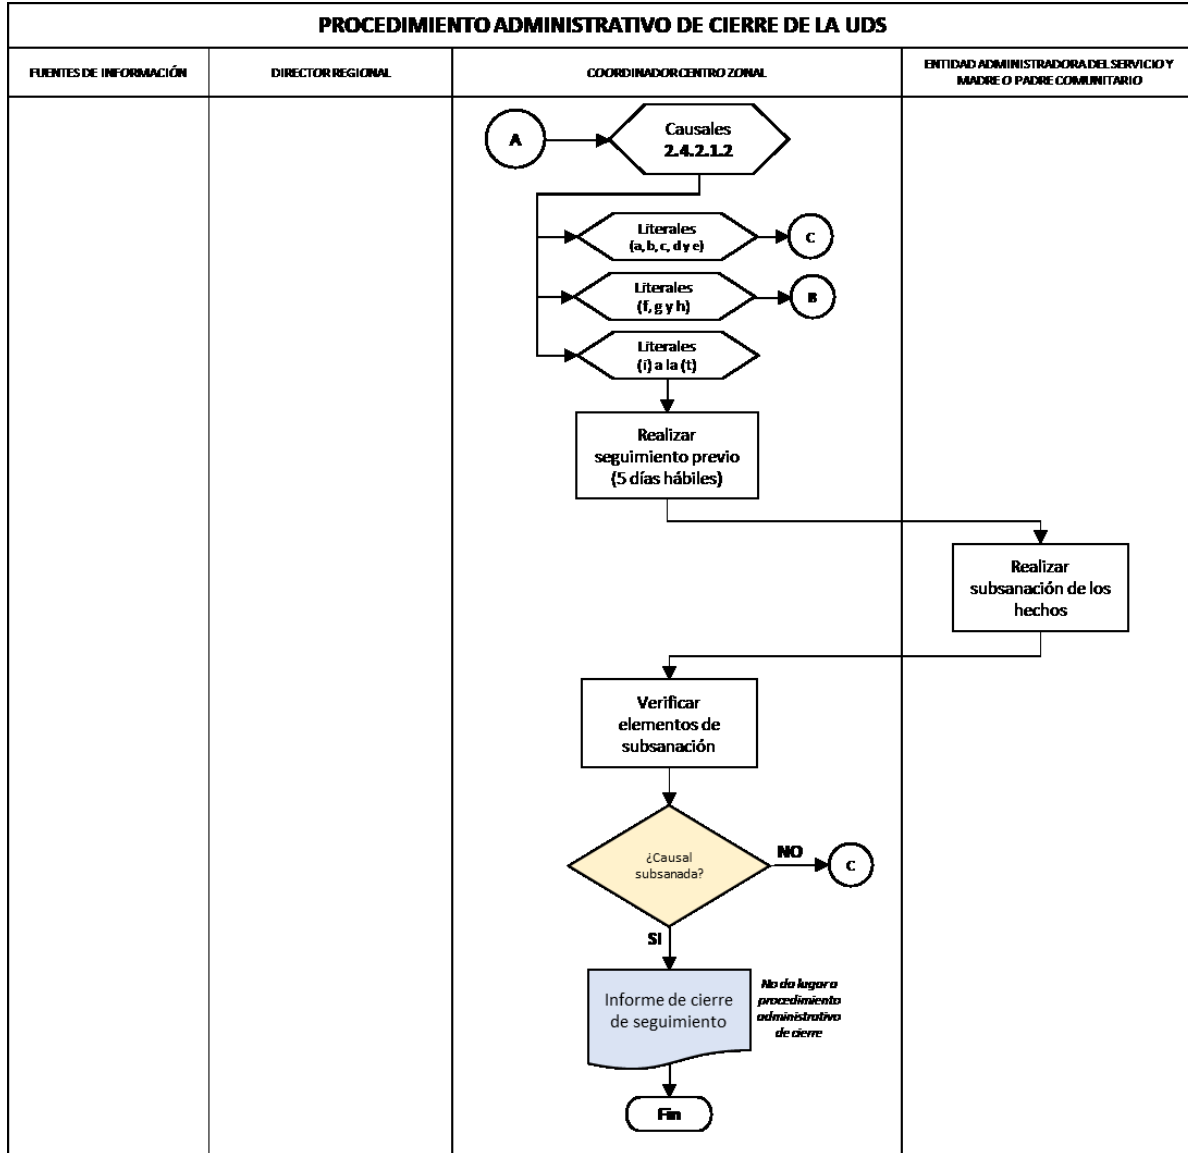 PROCEDIMIENTO ADMINISTRATIVO DE CIERRE DE LA UDS
FUENTES DE INFORMACIÓN
DIRECTOR REGIONAL
COORDINADOR CENTRO ZONAL
ENTIDAD ADMINISTRADORA DEL SERVICIO Y
MADRE O PADRE COMUNITARIO
A
Causales
2.4.2.1.2
Literales
(a, b, c, d y e)
C
Literales
(f, g y h)
B
Literales
(i) a la (t)
Realizar
seguimiento previo
(5 días hábiles)
Realizar
subsanación de los
hechos
Verificar
elementos de
subsanación
¿Causal
subsanada?
NO
C
SI
Informe de cierre
de seguimiento
No da lugar a
procedimiento
administrativo
de cierre
Fin